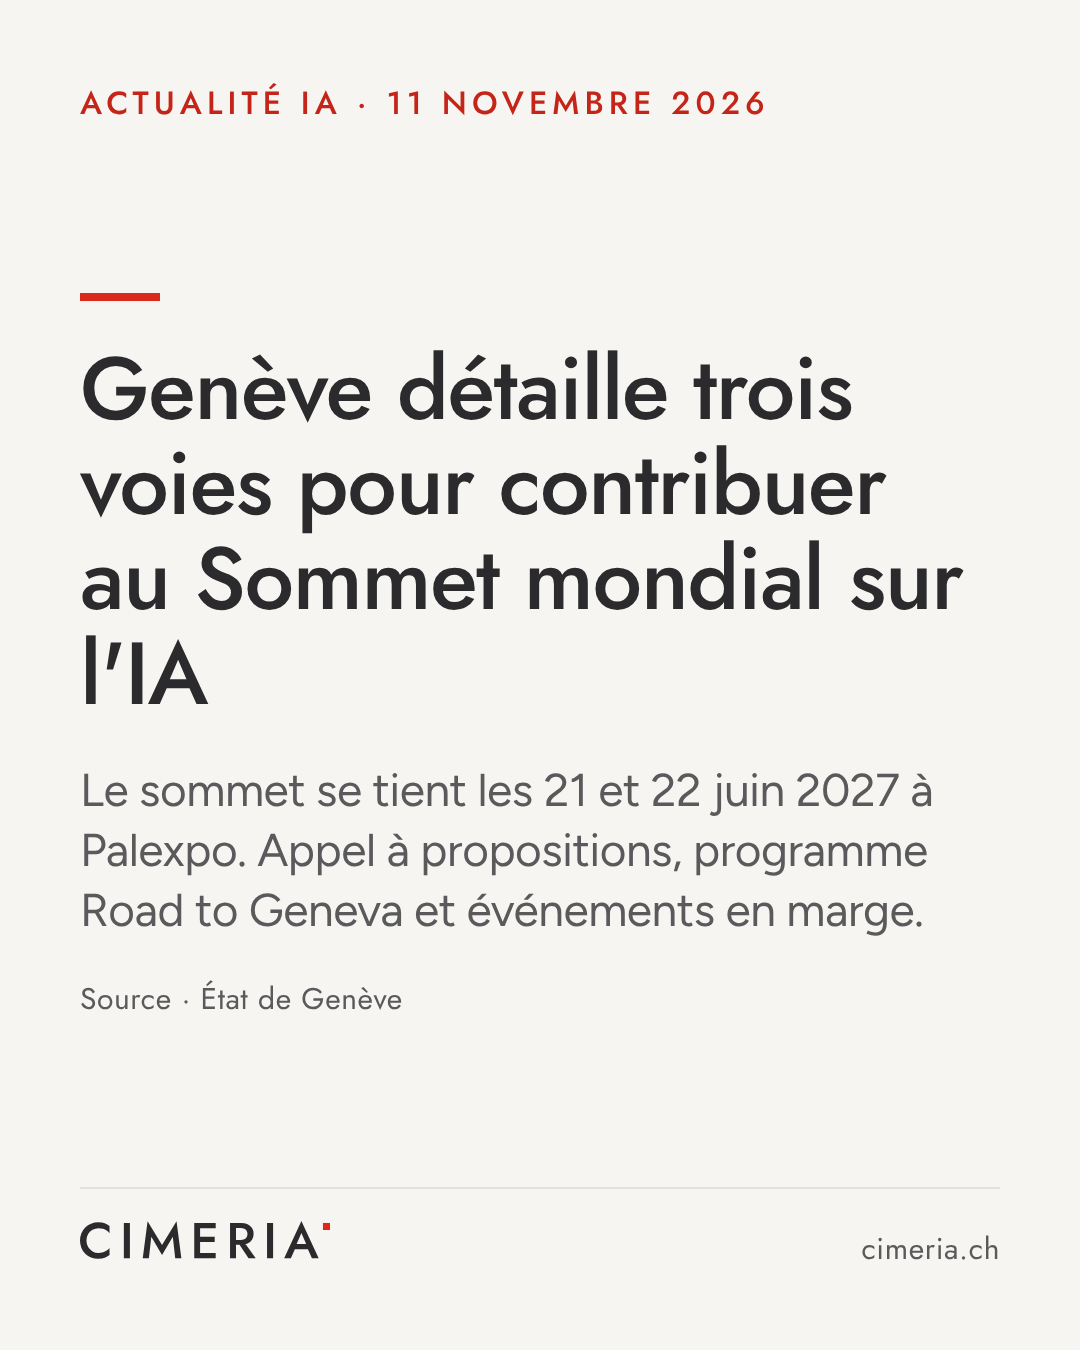 ACTUALITÉ IA · 11 NOVEMBRE 2026
Genève détaille trois
voies pour contribuer
au Sommet mondial sur
l'IA
Le sommet se tient les 21 et 22 juin 2027 à
Palexpo. Appel à propositions, programme
Road to Geneva et événements en marge.
Source · État de Genève
CIMERIA
cimeria.ch